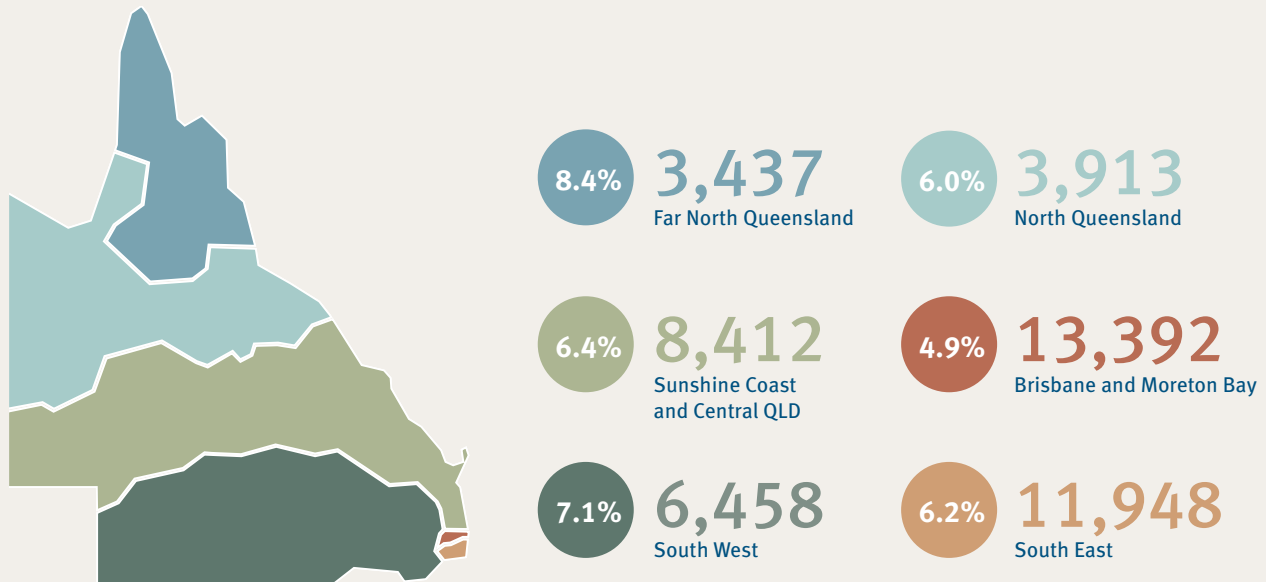 8.4%
3,437
Far North Queensland
6.0%
3,913
North Queensland
6.4%
8,412
Sunshine Coast
and Central QLD
4.9%
13,392
Brisbane and Moreton Bay
7.1%
6,458
South West
6.2%
11,948
South East